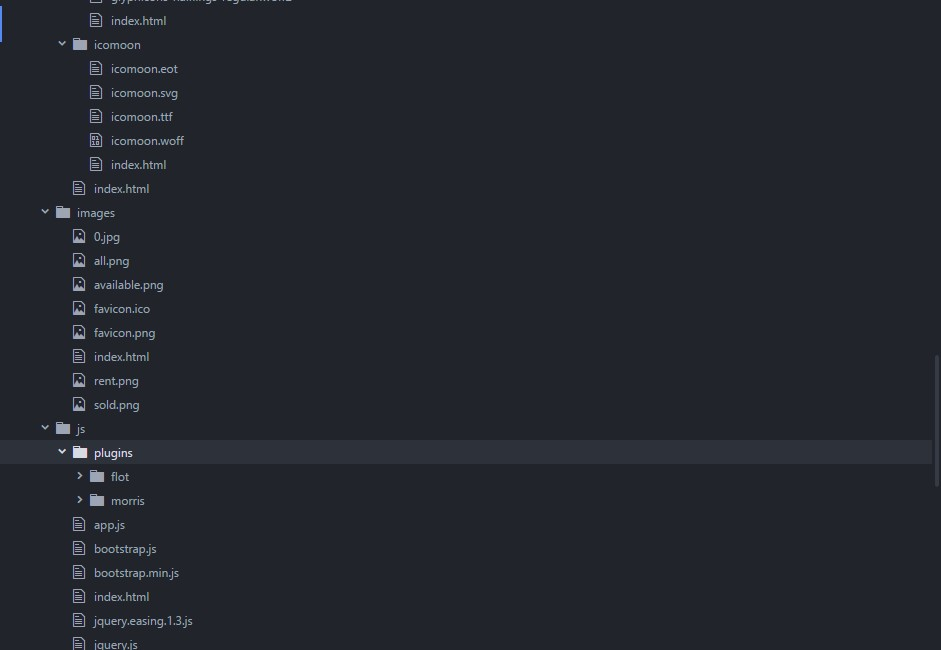 index.html
icomoon
icomoon.eot
icomoon.svg
icomoon.ttf
icomoon.woff
index.html
index.html
images
0.jpg
all.png
available.png
favicon.ico
favicon.png
index.html
rent.png
sold.png
js
plugins
flot
morris
app.js
bootstrap.js
bootstrap.min.js
index.html
jquery.easing.1.3.js
jquery.js